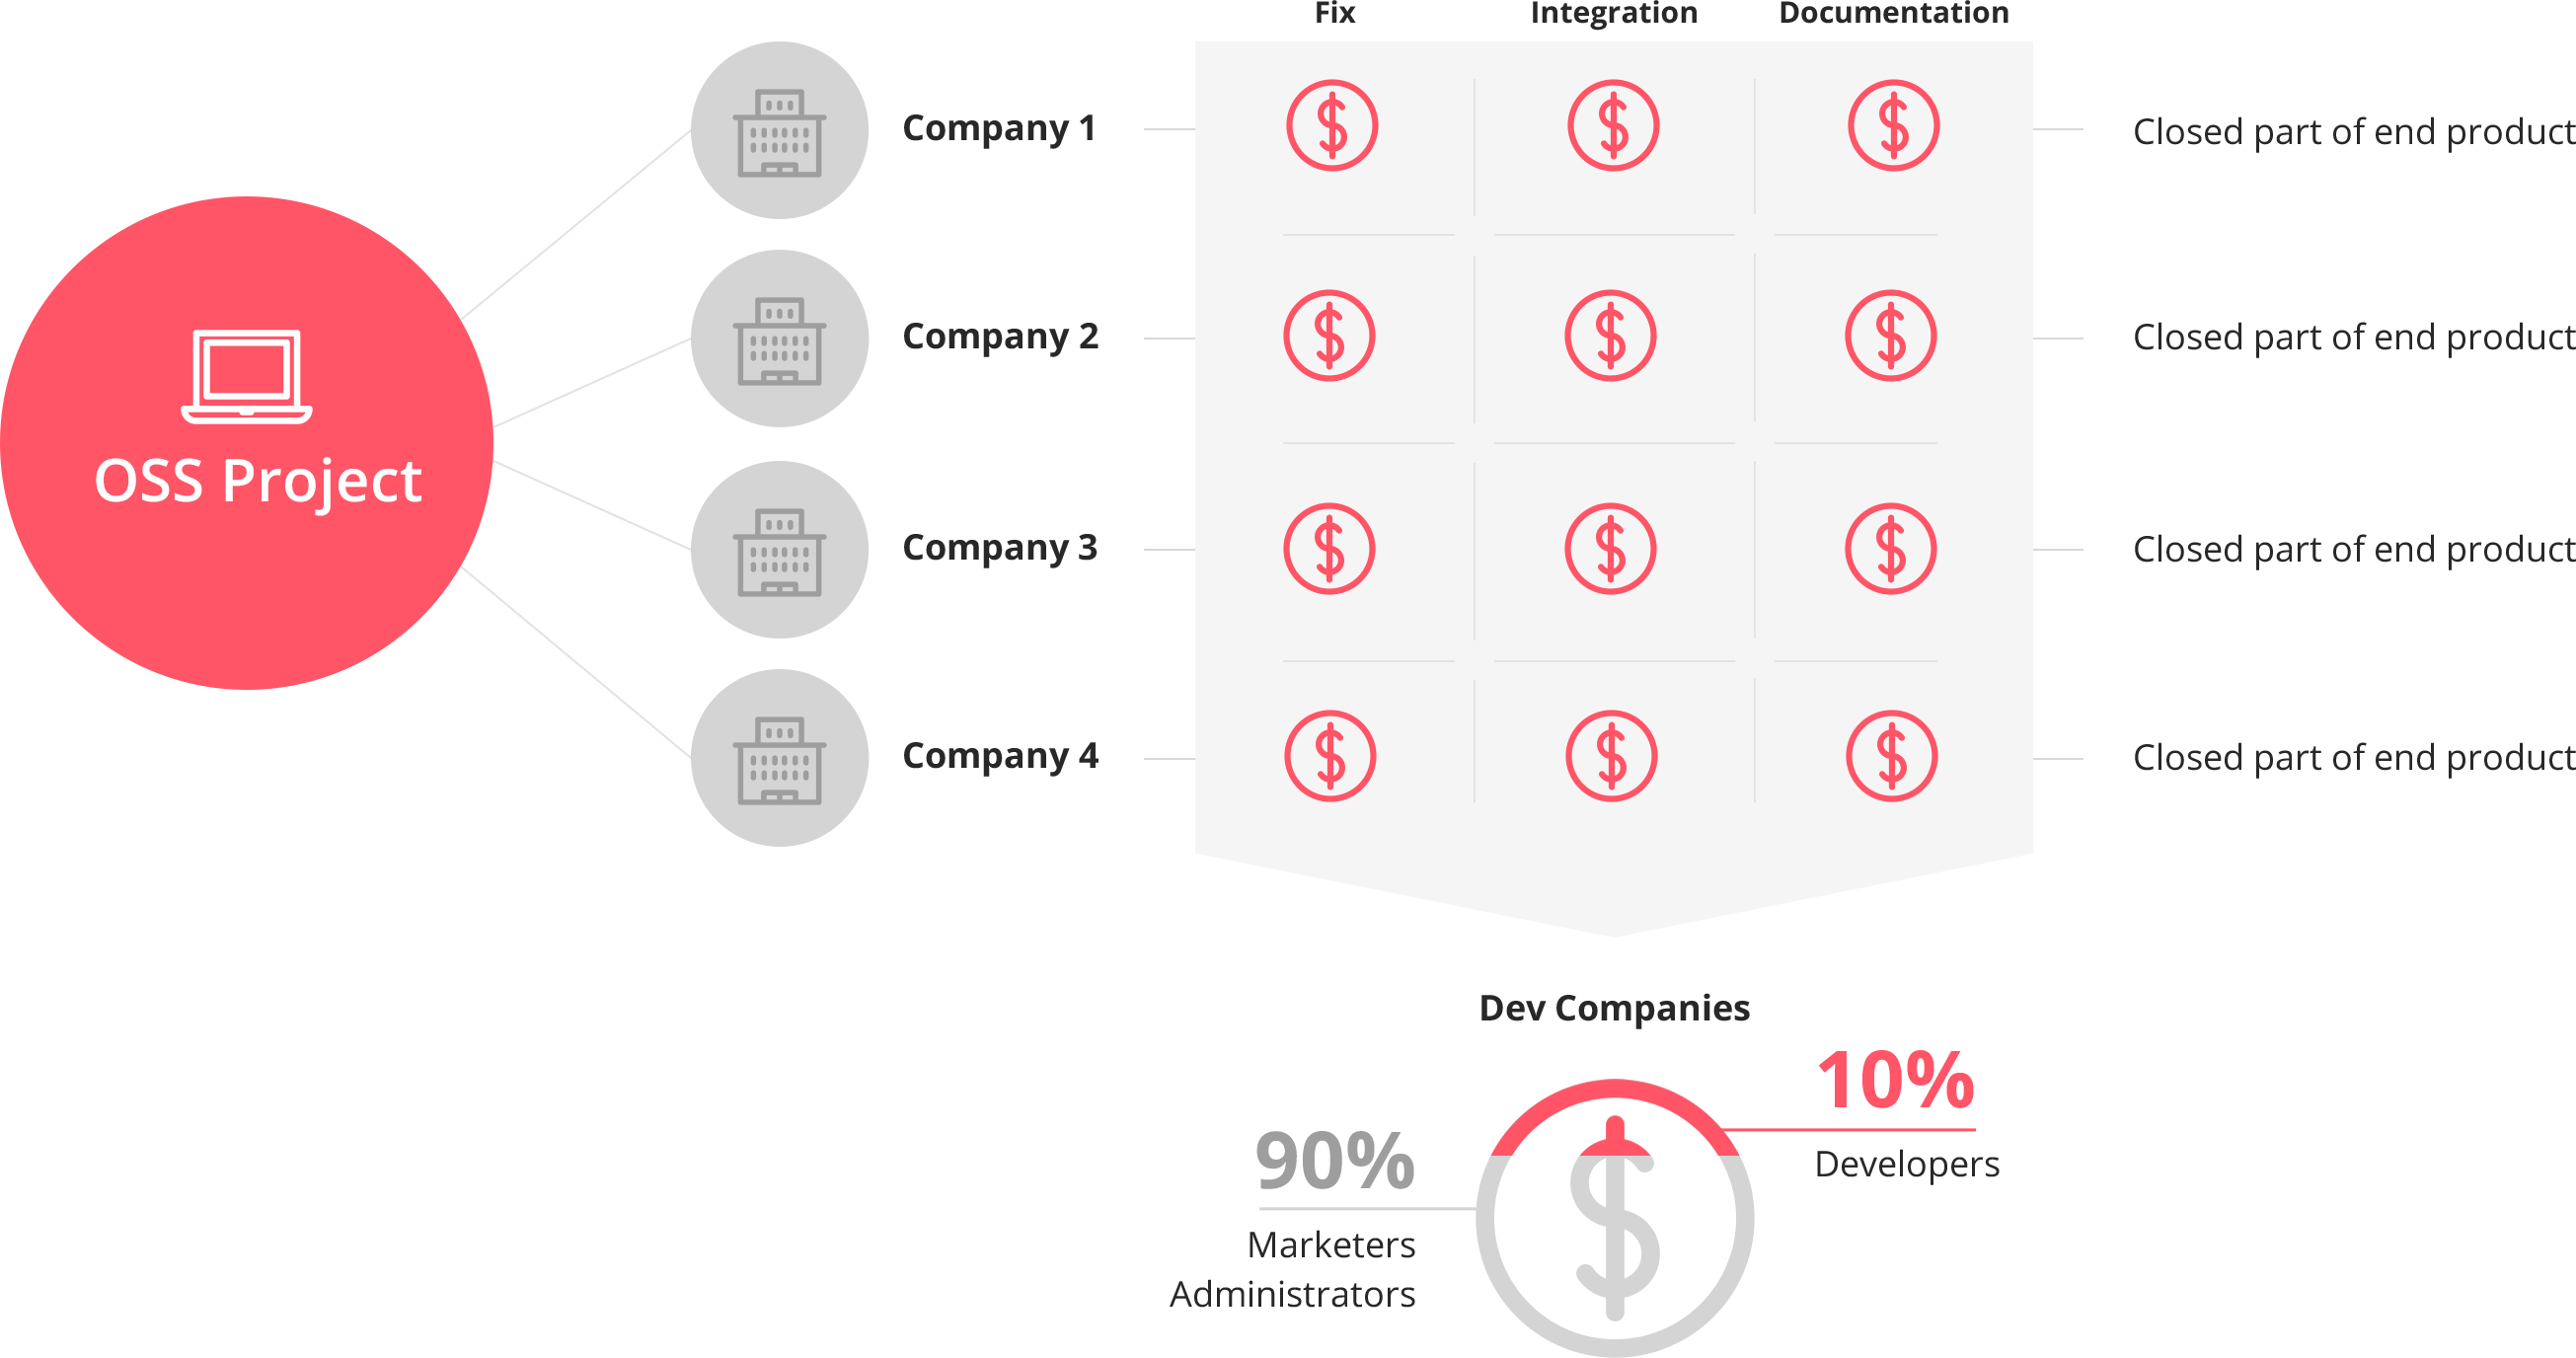 Fix
Integration
Documentation
Company 1
Closed part of end product
Company 2
Closed part of end product
OSS Project
Company 3
Closed part of end product
Company 4
Closed part of end product
Dev Companies
10%
Developers
90%
Marketers
Administrators